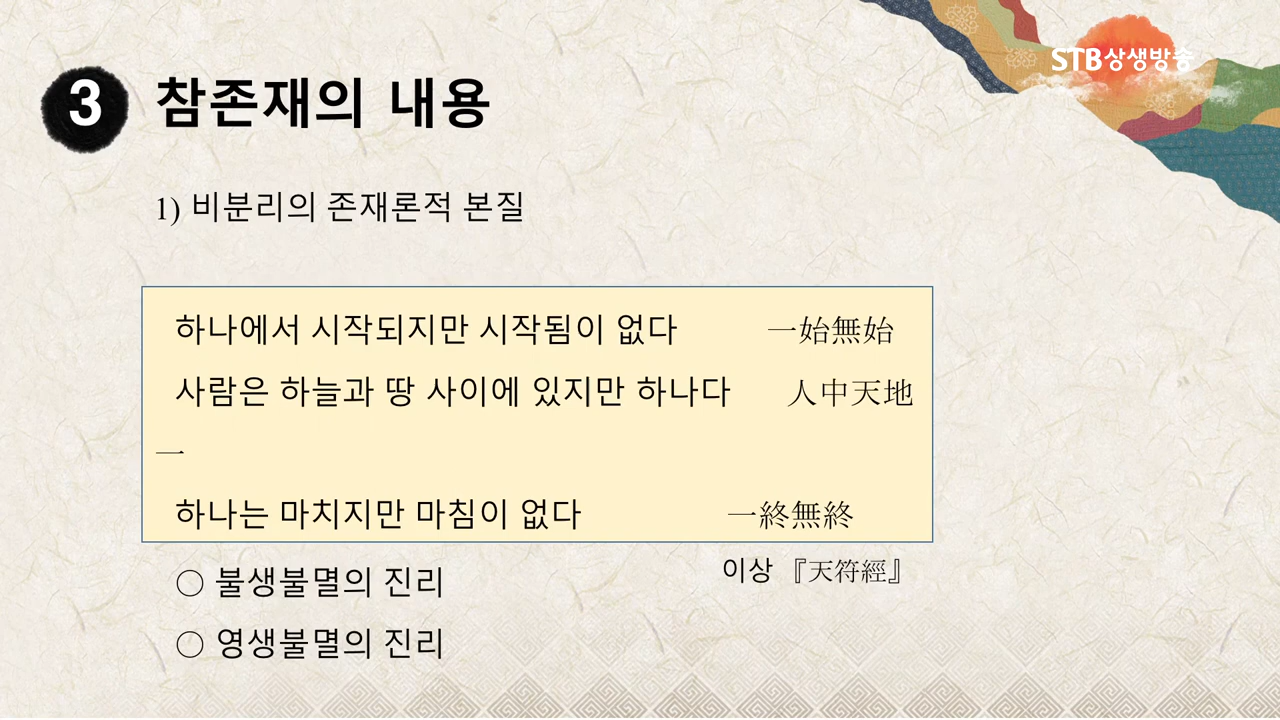 STB상생방송
3 참존재의 내용
1) 비분리의 존재론적 본질
하나에서 시작되지만 시작됨이 없다 一始無始
사람은 하늘과 땅 사이에 있지만 하나다 人中天地
一
하나는 마치지만 마침이 없다 一終無終
이상 『天符經』
○ 불생불멸의 진리
○ 영생불멸의 진리